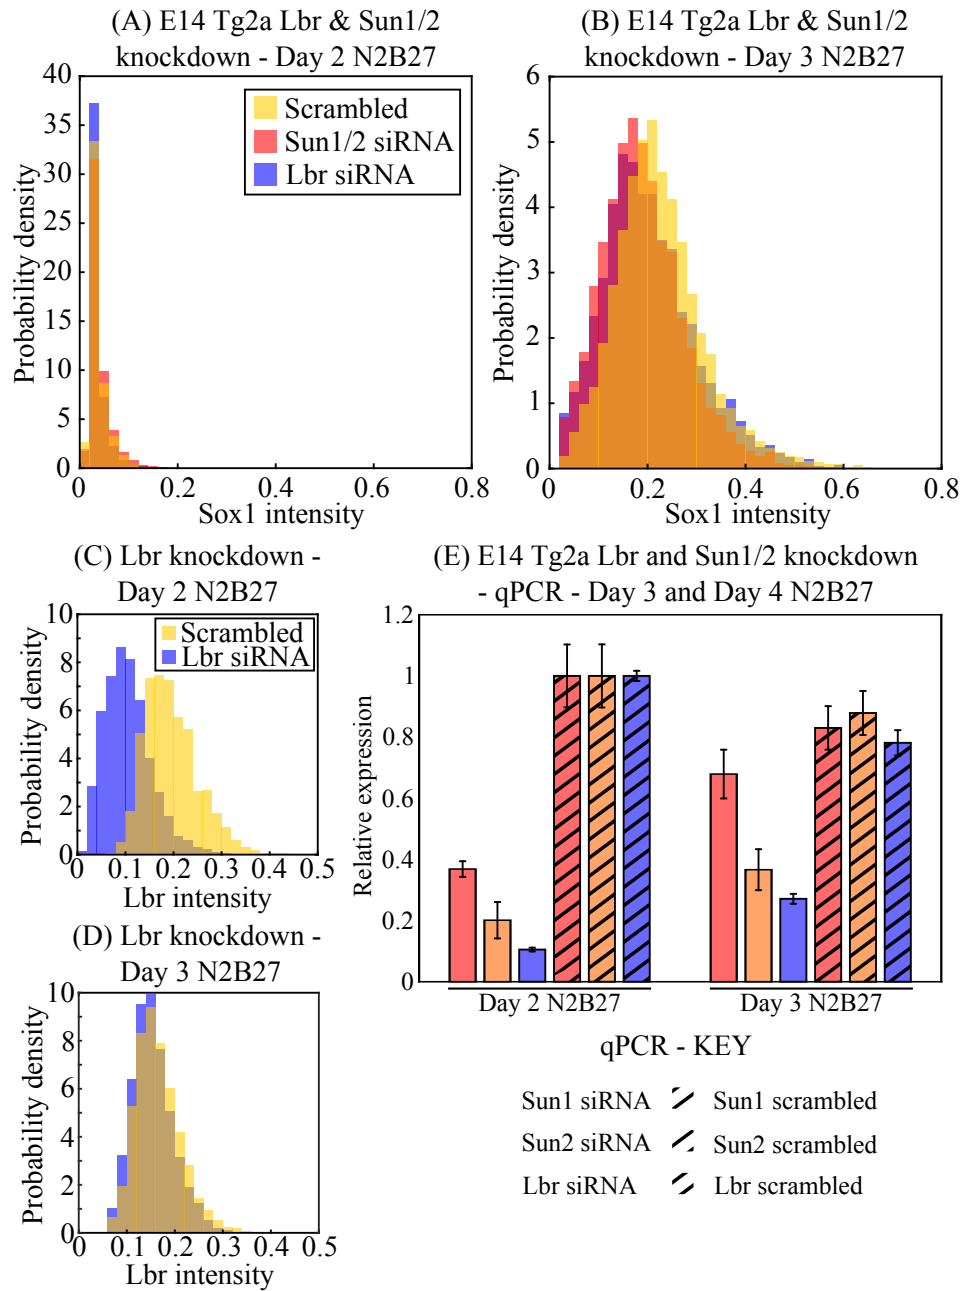 (A) E14 Tg2a Lbr & Sun1/2
knockdown - Day 2 N2B27
40
35
30
25
20
15
10
5
0
Probability density
Scrambled
Sun1/2 siRNA
Lbr siRNA
0
0.2
0.4
0.6
0.8
Sox1 intensity
(B) E14 Tg2a Lbr & Sun1/2
knockdown - Day 3 N2B27
6
5
4
3
2
1
0
Probability density
0
0.2
0.4
0.6
0.8
Sox1 intensity
(C) Lbr knockdown -
Day 2 N2B27
10
8
6
4
2
0
Probability density
Scrambled
Lbr siRNA
0
0.1
0.2
0.3
0.4
0.5
Lbr intensity
(D) Lbr knockdown -
Day 3 N2B27
10
8
6
4
2
0
Probability density
0
0.1
0.2
0.3
0.4
0.5
Lbr intensity
(E) E14 Tg2a Lbr and Sun1/2 knockdown
- qPCR - Day 3 and Day 4 N2B27
1.2
1
0.8
0.6
0.4
0.2
0
Relative expression
Day 2 N2B27
Day 3 N2B27
qPCR - KEY
Sun1 siRNA
Sun1 scrambled
Sun2 siRNA
Sun2 scrambled
Lbr siRNA
Lbr scrambled